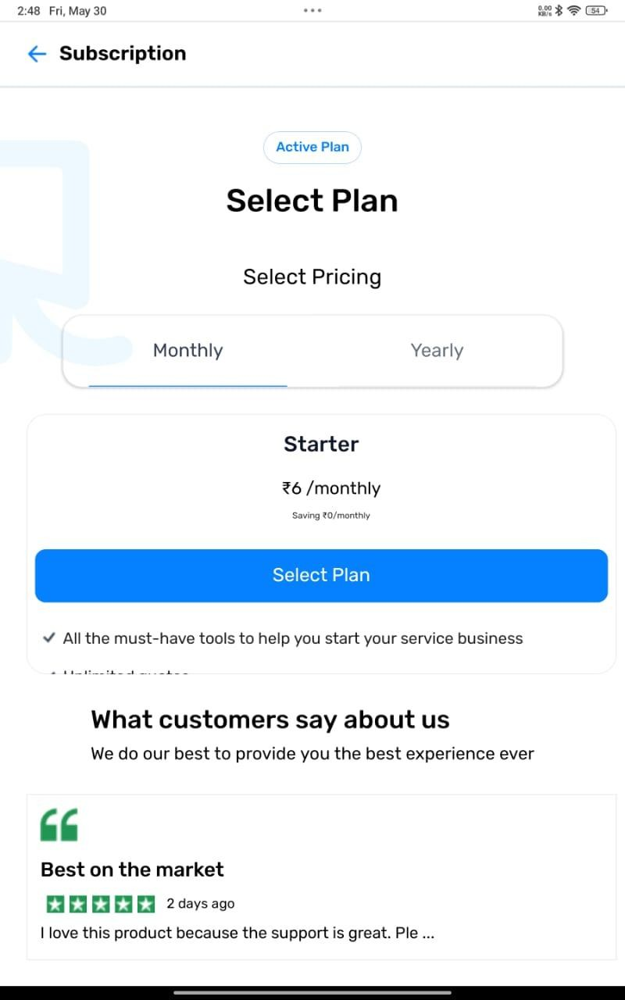 2:48 Fri, May 30
0.00 KB/s 54
Subscription
Active Plan
Select Plan
Select Pricing
Monthly Yearly
Starter
₹6 /monthly
Saving ₹0/monthly
Select Plan
All the must-have tools to help you start your service business
Unlimited quotes
What customers say about us
We do our best to provide you the best experience ever
Best on the market
2 days ago
I love this product because the support is great. Ple ...